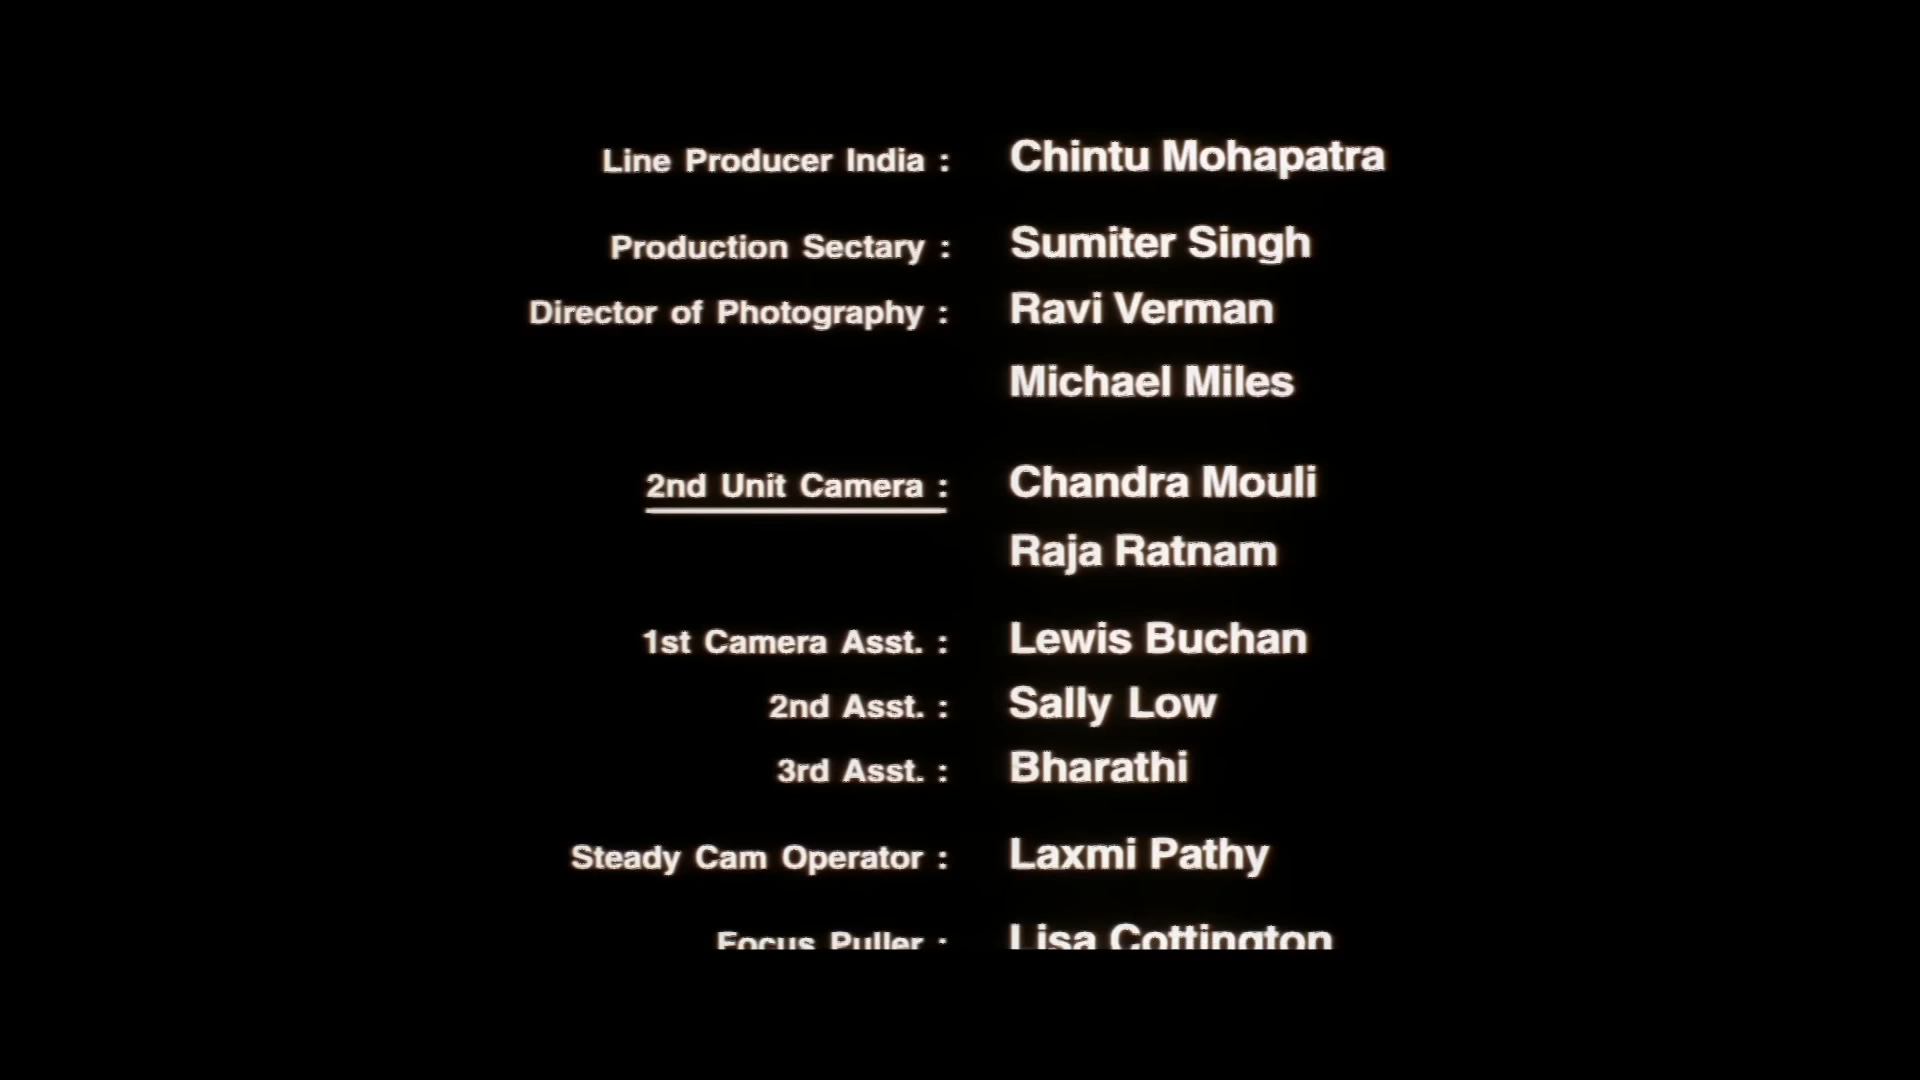 Line Producer India : Chintu Mohapatra
Production Sectary : Sumiter Singh
Director of Photography : Ravi Verman
Michael Miles
2nd Unit Camera : Chandra Mouli
Raja Ratnam
1st Camera Asst. : Lewis Buchan
2nd Asst. : Sally Low
3rd Asst. : Bharathi
Steady Cam Operator : Laxmi Pathy
Focus Puller : Lisa Cottington